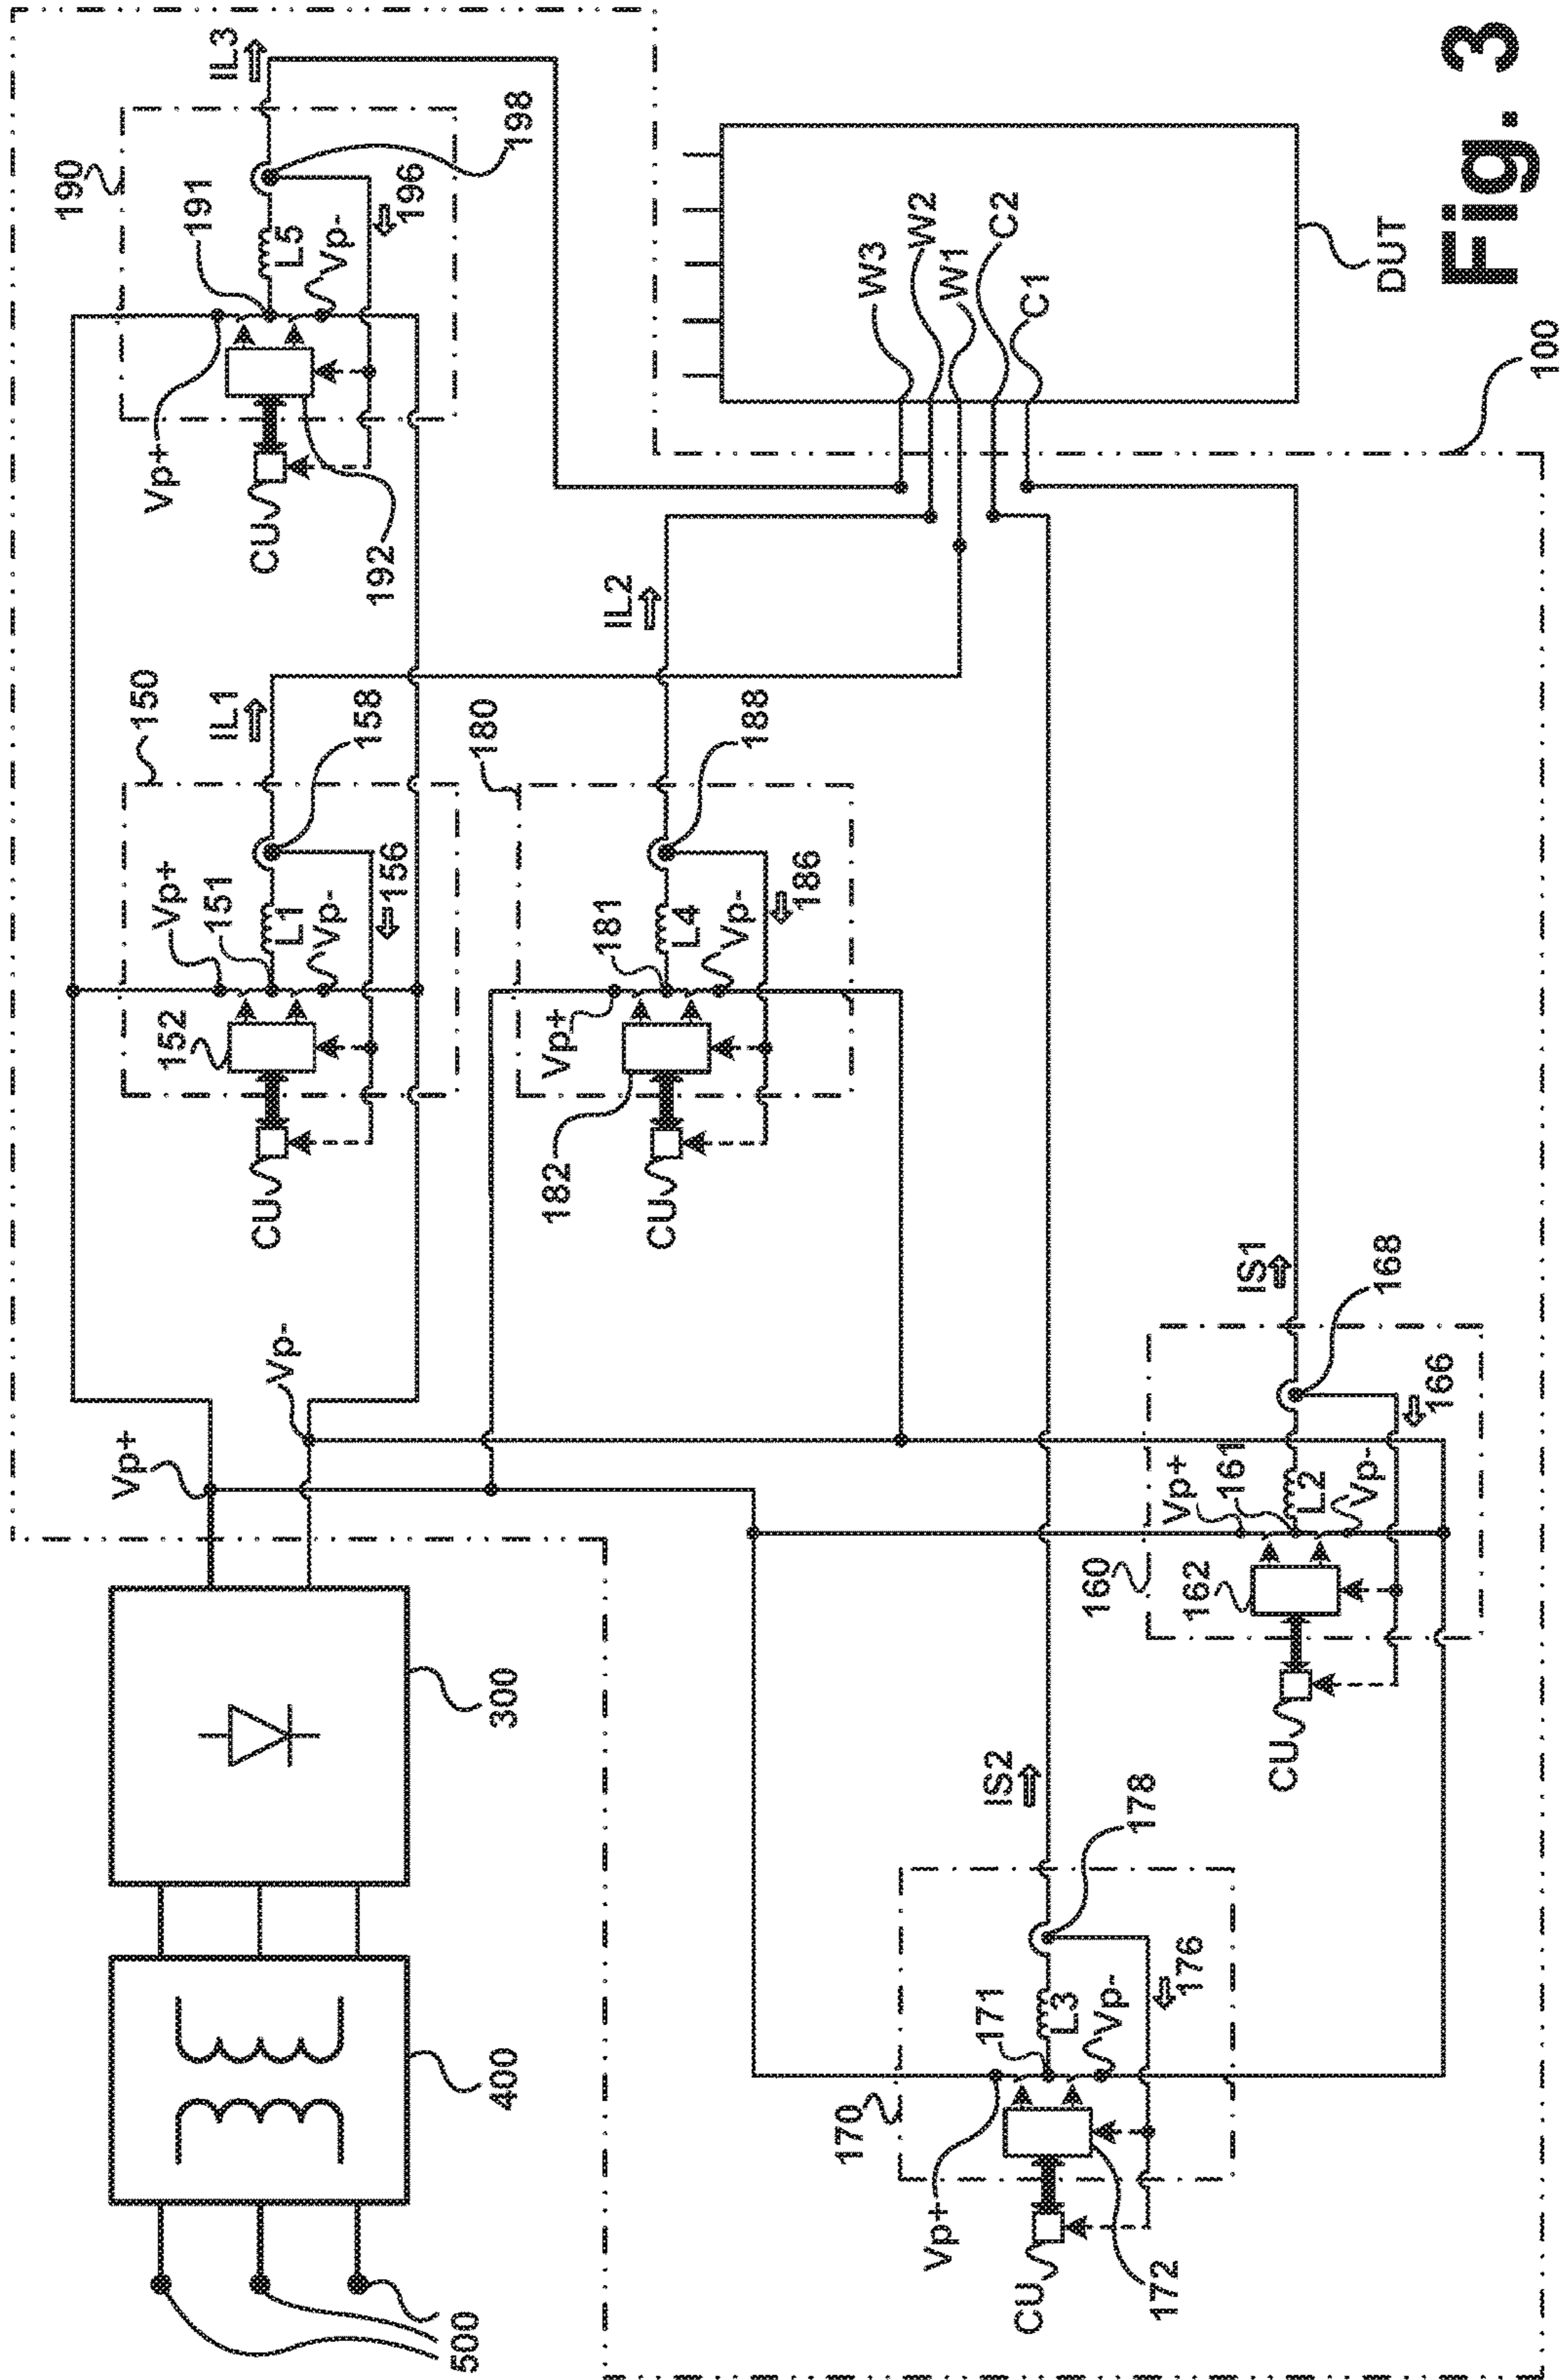 500
400
300
Vp+
Vp-
CU
152
Vp+
151
L1
Vp-
156
158
150
IL1
CU
192
Vp+
191
L5
Vp-
196
198
190
IL3
CU
182
Vp+
181
L4
Vp-
186
188
180
IL2
CU
172
Vp+
170
171
L3
Vp-
176
178
IS2
CU
160
162
Vp+
161
L2
Vp-
166
168
IS1
W3
W2
W1
C2
C1
DUT
100
Fig. 3